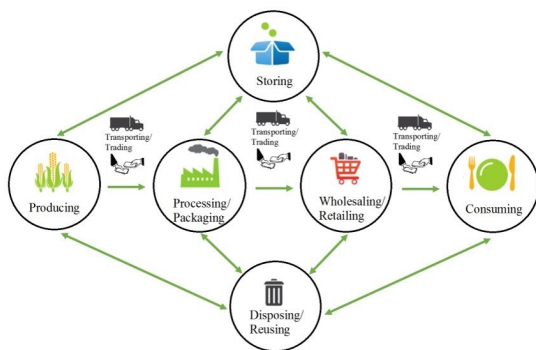 Storing
Transporting/
Trading
Transporting/
Trading
Transporting/
Trading
Producing
Processing/
Packaging
Wholesaling/
Retailing
Consuming
Disposing/
Reusing